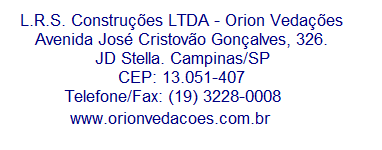 L.R.S. Construções LTDA - Orion Vedações
Avenida José Cristovão Gonçalves, 326.
JD Stella. Campinas/SP
CEP: 13.051-407
Telefone/Fax: (19) 3228-0008
www.orionvedacoes.com.br